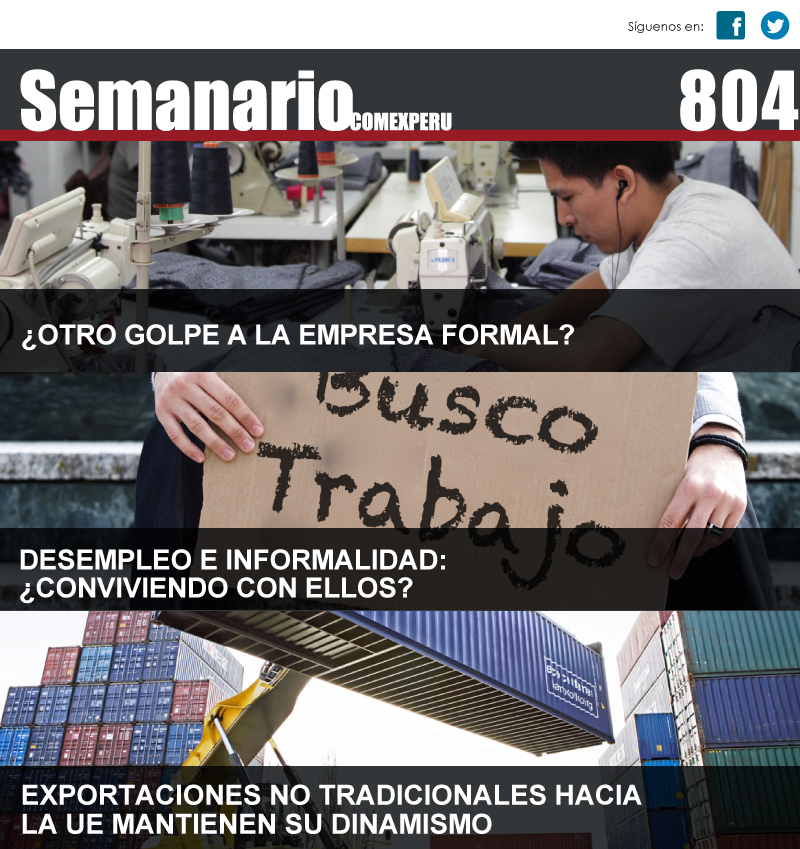 Síguenos en:
Semanario COMEXPERU 804
¿OTRO GOLPE A LA EMPRESA FORMAL?
Busco
Trabajo
DESEMPLEO E INFORMALIDAD:
¿CONVIVIENDO CON ELLOS?
EXPORTACIONES NO TRADICIONALES HACIA
LA UE MANTIENEN SU DINAMISMO